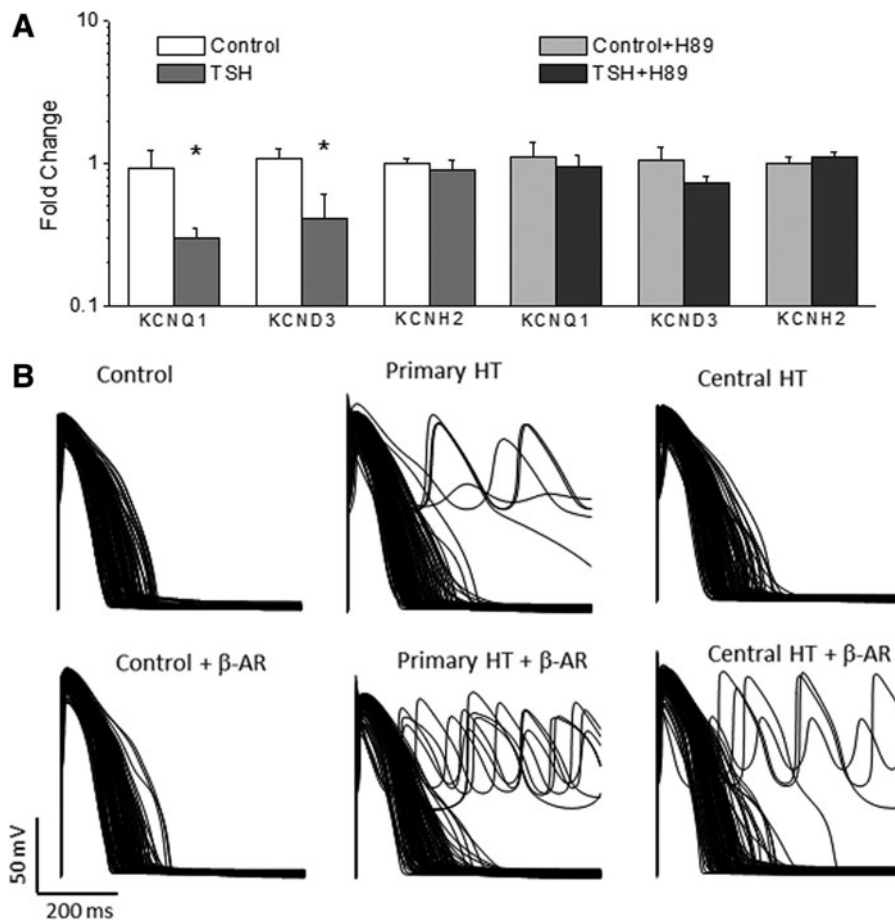 A
10
1
0.1
Fold Change
Control
TSH
Control+H89
TSH+H89
*
*
KCNQ1 KCND3 KCNH2 KCNQ1 KCND3 KCNH2
B
Control
Primary HT
Central HT
Control + β-AR
Primary HT + β-AR
Central HT + β-AR
50 mV
200 ms